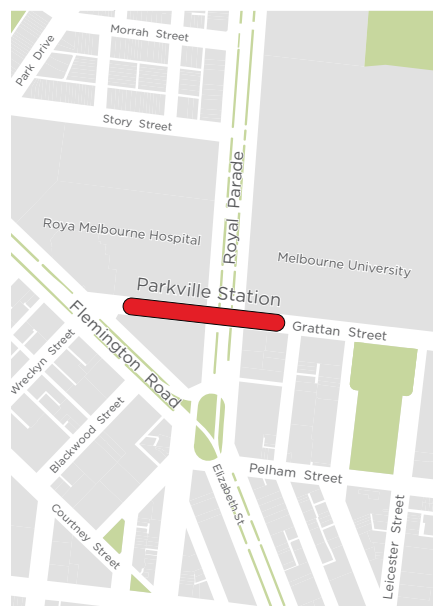 Morrah Street
Park Drive
Story Street
Royal Parade
Roya Melbourne Hospital
Melbourne University
Parkville Station
Grattan Street
Flemington Road
Wreckyn Street
Blackwood Street
Pelham Street
Elizabeth St.
Leicester Street
Courtney Street